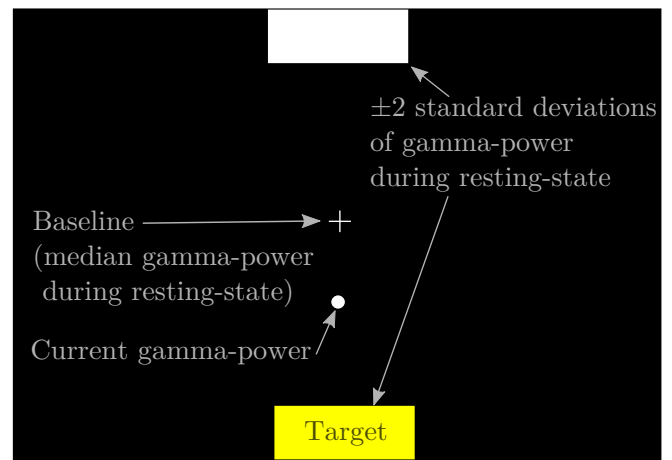 ±2 standard deviations
of gamma-power
during resting-state
Baseline
(median gamma-power
during resting-state)
Current gamma-power
Target